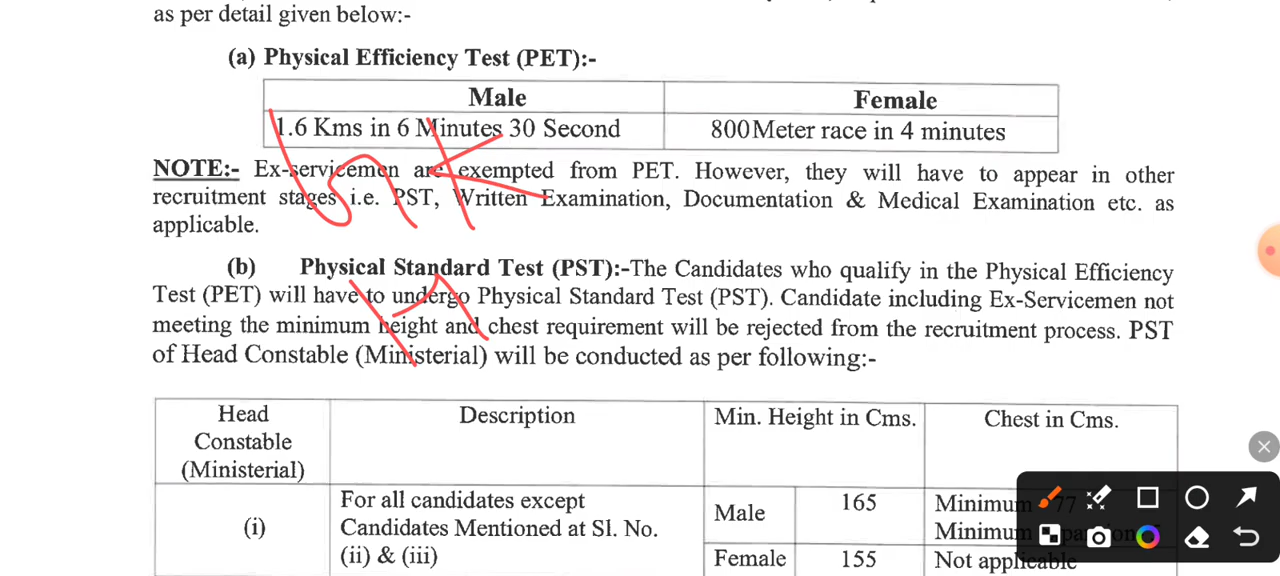 as per detail given below:-
(a) Physical Efficiency Test (PET):-
Male Female
1.6 Kms in 6 Minutes 30 Second 800 Meter race in 4 minutes
NOTE:- Ex-servicemen are exempted from PET. However, they will have to appear in other
recruitment stages i.e. PST, Written Examination, Documentation & Medical Examination etc. as
applicable.
(b) Physical Standard Test (PST):-The Candidates who qualify in the Physical Efficiency
Test (PET) will have to undergo Physical Standard Test (PST). Candidate including Ex-Servicemen not
meeting the minimum height and chest requirement will be rejected from the recruitment process. PST
of Head Constable (Ministerial) will be conducted as per following:-
Head
Constable
(Ministerial)
Description
Min. Height in Cms.
Chest in Cms.
(i)
For all candidates except
Candidates Mentioned at Sl. No.
(ii) & (iii)
Male 165
Minimum 77
Minimum
Female 155 Not applicable